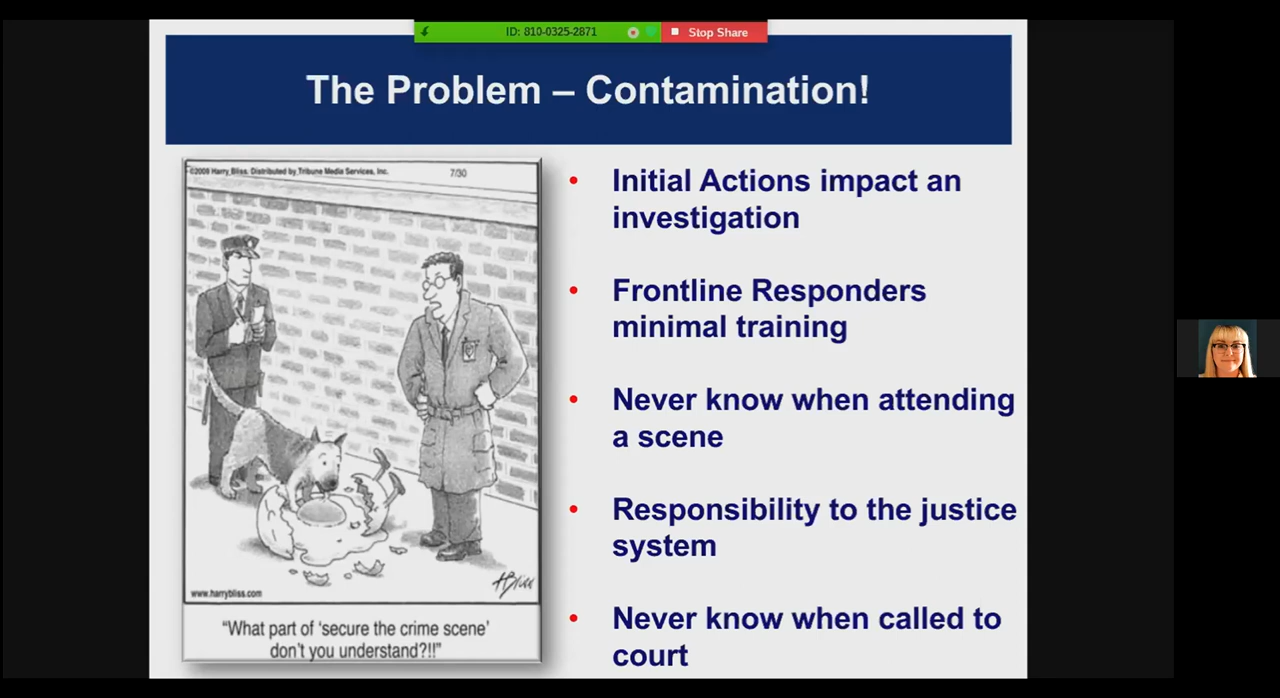 ID: 810-0325-2871
Stop Share
The Problem – Contamination!
©2009 Harry Bliss. Distributed by Tribune Media Services, Inc.
7/30
www.harrybliss.com
HBliss
"What part of 'secure the crime scene'
don't you understand?!!"
• Initial Actions impact an
investigation
• Frontline Responders
minimal training
• Never know when attending
a scene
• Responsibility to the justice
system
• Never know when called to
court